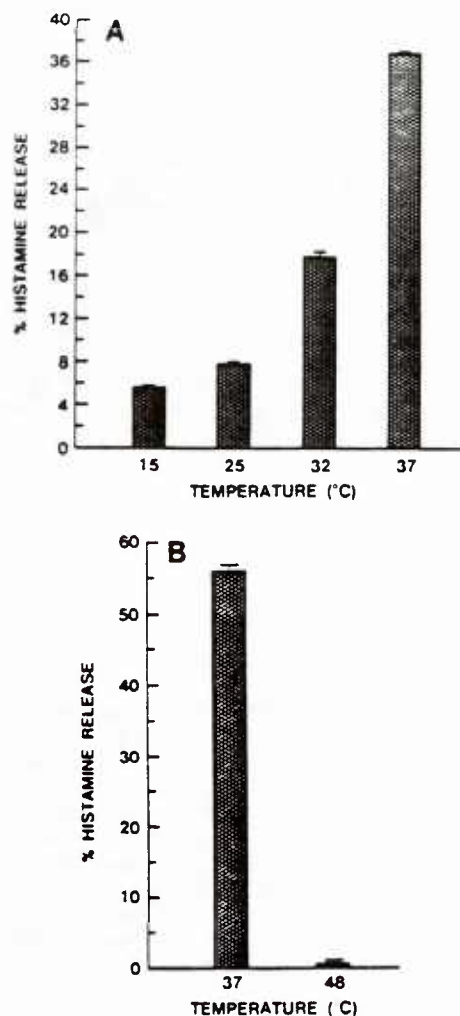 A
% HISTAMINE RELEASE
40
36
32
28
24
20
16
12
8
4
0
15 25 32 37
TEMPERATURE (°C)
B
% HISTAMINE RELEASE
60
50
40
30
20
10
0
37 48
TEMPERATURE ( C)